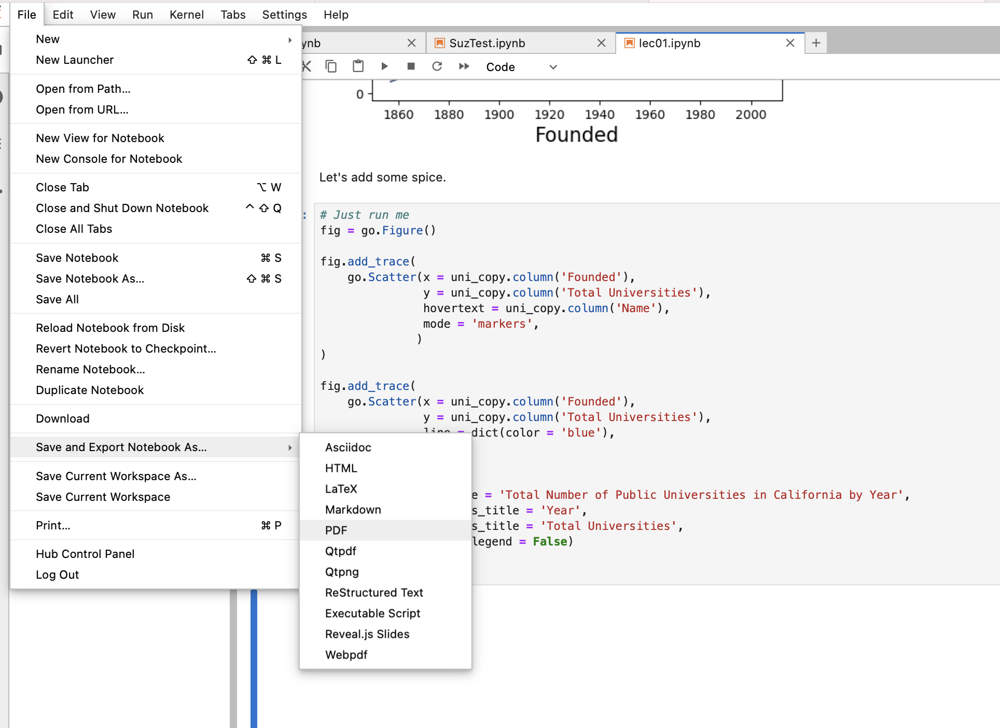 File Edit View Run Kernel Tabs Settings Help
New
New Launcher ⇧ ⌘ L
Open from Path...
Open from URL...
New View for Notebook
New Console for Notebook
Close Tab ⌥ W
Close and Shut Down Notebook ^ ⇧ Q
Close All Tabs
Save Notebook ⌘ S
Save Notebook As... ⇧ ⌘ S
Save All
Reload Notebook from Disk
Revert Notebook to Checkpoint...
Rename Notebook...
Duplicate Notebook
Download
Save and Export Notebook As...
Save Current Workspace As...
Save Current Workspace
Print... ⌘ P
Hub Control Panel
Log Out
Asciidoc
HTML
LaTeX
Markdown
PDF
Qtpdf
Qtpng
ReStructured Text
Executable Script
Reveal.js Slides
Webpdf
ynb SuzTest.ipynb lec01.ipynb
Code
0
1860 1880 1900 1920 1940 1960 1980 2000
Founded
Let's add some spice.
:
# Just run me
fig = go.Figure()
fig.add_trace(
go.Scatter(x = uni_copy.column('Founded'),
y = uni_copy.column('Total Universities'),
hovertext = uni_copy.column('Name'),
mode = 'markers',
)
)
fig.add_trace(
go.Scatter(x = uni_copy.column('Founded'),
y = uni_copy.column('Total Universities'),
line = dict(color = 'blue'),
e = 'Total Number of Public Universities in California by Year',
s_title = 'Year',
s_title = 'Total Universities',
legend = False)